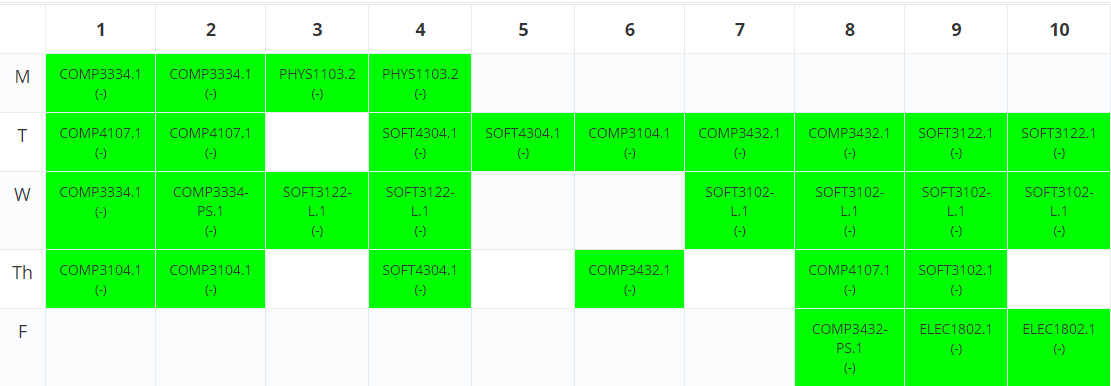 1 2 3 4 5 6 7 8 9 10
M COMP3334.1 COMP3334.1 PHYS1103.2 PHYS1103.2
(-) (-) (-) (-)
T COMP4107.1 COMP4107.1 SOFT4304.1 SOFT4304.1 COMP3104.1 COMP3432.1 COMP3432.1 SOFT3122.1 SOFT3122.1
(-) (-) (-) (-) (-) (-) (-) (-) (-)
W COMP3334.1 COMP3334- SOFT3122- SOFT3122- SOFT3102- SOFT3102- SOFT3102- SOFT3102-
(-) PS.1 L.1 L.1 L.1 L.1 L.1 L.1
(-) (-) (-) (-) (-) (-) (-)
Th COMP3104.1 COMP3104.1 SOFT4304.1 COMP3432.1 COMP4107.1 SOFT3102.1
(-) (-) (-) (-) (-) (-)
F COMP3432- ELEC1802.1 ELEC1802.1
PS.1 (-) (-)
(-)